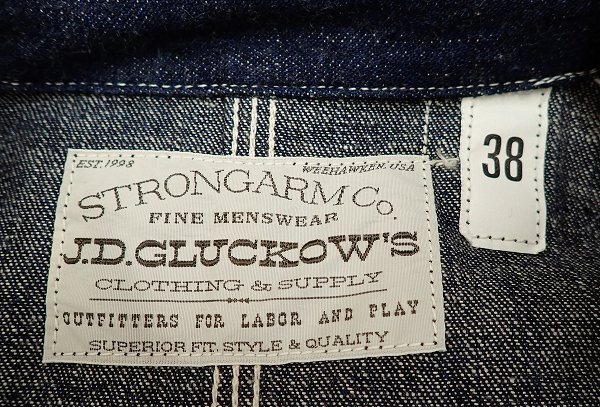 EST. 1998 WEEHAWKEN, USA
STRONGARM Co.
FINE MENSWEAR
J.D.GLUCKOW'S
CLOTHING & SUPPLY
OUTFITTERS FOR LABOR AND PLAY
SUPERIOR FIT, STYLE & QUALITY
38